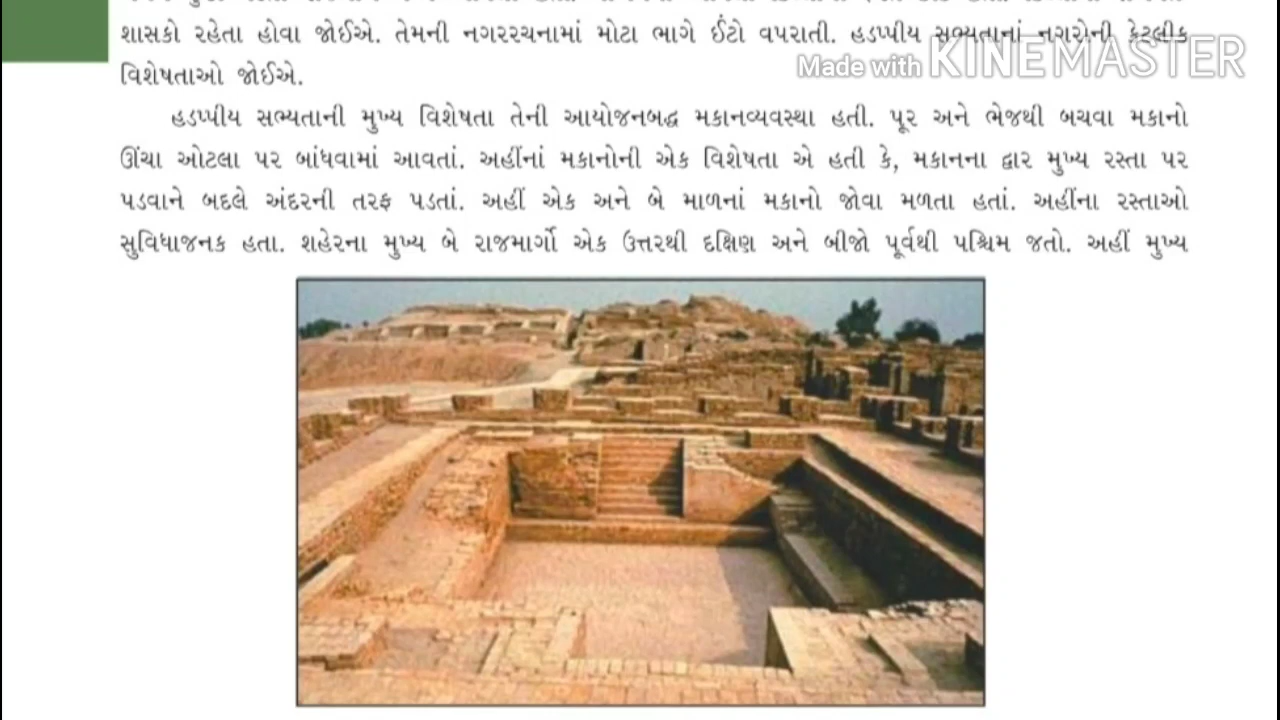 શાસકો રહેતા હોવા જોઈએ. તેમની નગરરચનામાં મોટા ભાગે ઈંટો વપરાતી. હડપ્પીય સભ્યતાનાં નગરોની કેટલીક
વિશેષતાઓ જોઈએ.
Made with KINEMASTER
હડપ્પીય સભ્યતાની મુખ્ય વિશેષતા તેની આયોજનબદ્ધ મકાનવ્યવસ્થા હતી. પૂર અને ભેજથી બચવા મકાનો
ઊંચા ઓટલા પર બાંધવામાં આવતાં. અહીંનાં મકાનોની એક વિશેષતા એ હતી કે, મકાનના દ્વાર મુખ્ય રસ્તા પર
પડવાને બદલે અંદરની તરફ પડતાં. અહીં એક અને બે માળનાં મકાનો જોવા મળતા હતાં. અહીંના રસ્તાઓ
સુવિધાજનક હતા. શહેરના મુખ્ય બે રાજમાર્ગો એક ઉત્તરથી દક્ષિણ અને બીજો પૂર્વથી પશ્ચિમ જતો. અહીં મુખ્ય